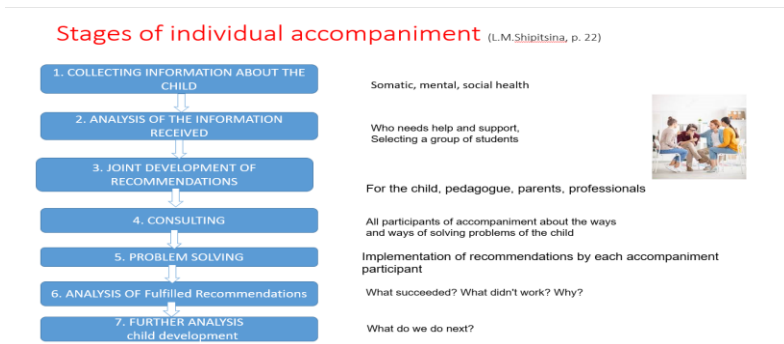 Stages of individual accompaniment (L.M.Shipitsina, p. 22)
1. COLLECTING INFORMATION ABOUT THE
CHILD
Somatic, mental, social health
2. ANALYSIS OF THE INFORMATION
RECEIVED
Who needs help and support,
Selecting a group of students
3. JOINT DEVELOPMENT OF
RECOMMENDATIONS
For the child, pedagogue, parents, professionals
4. CONSULTING
All participants of accompaniment about the ways
and ways of solving problems of the child
5. PROBLEM SOLVING
Implementation of recommendations by each accompaniment
participant
6. ANALYSIS OF Fulfilled Recommendations
What succeeded? What didn't work? Why?
7. FURTHER ANALYSIS
child development
What do we do next?